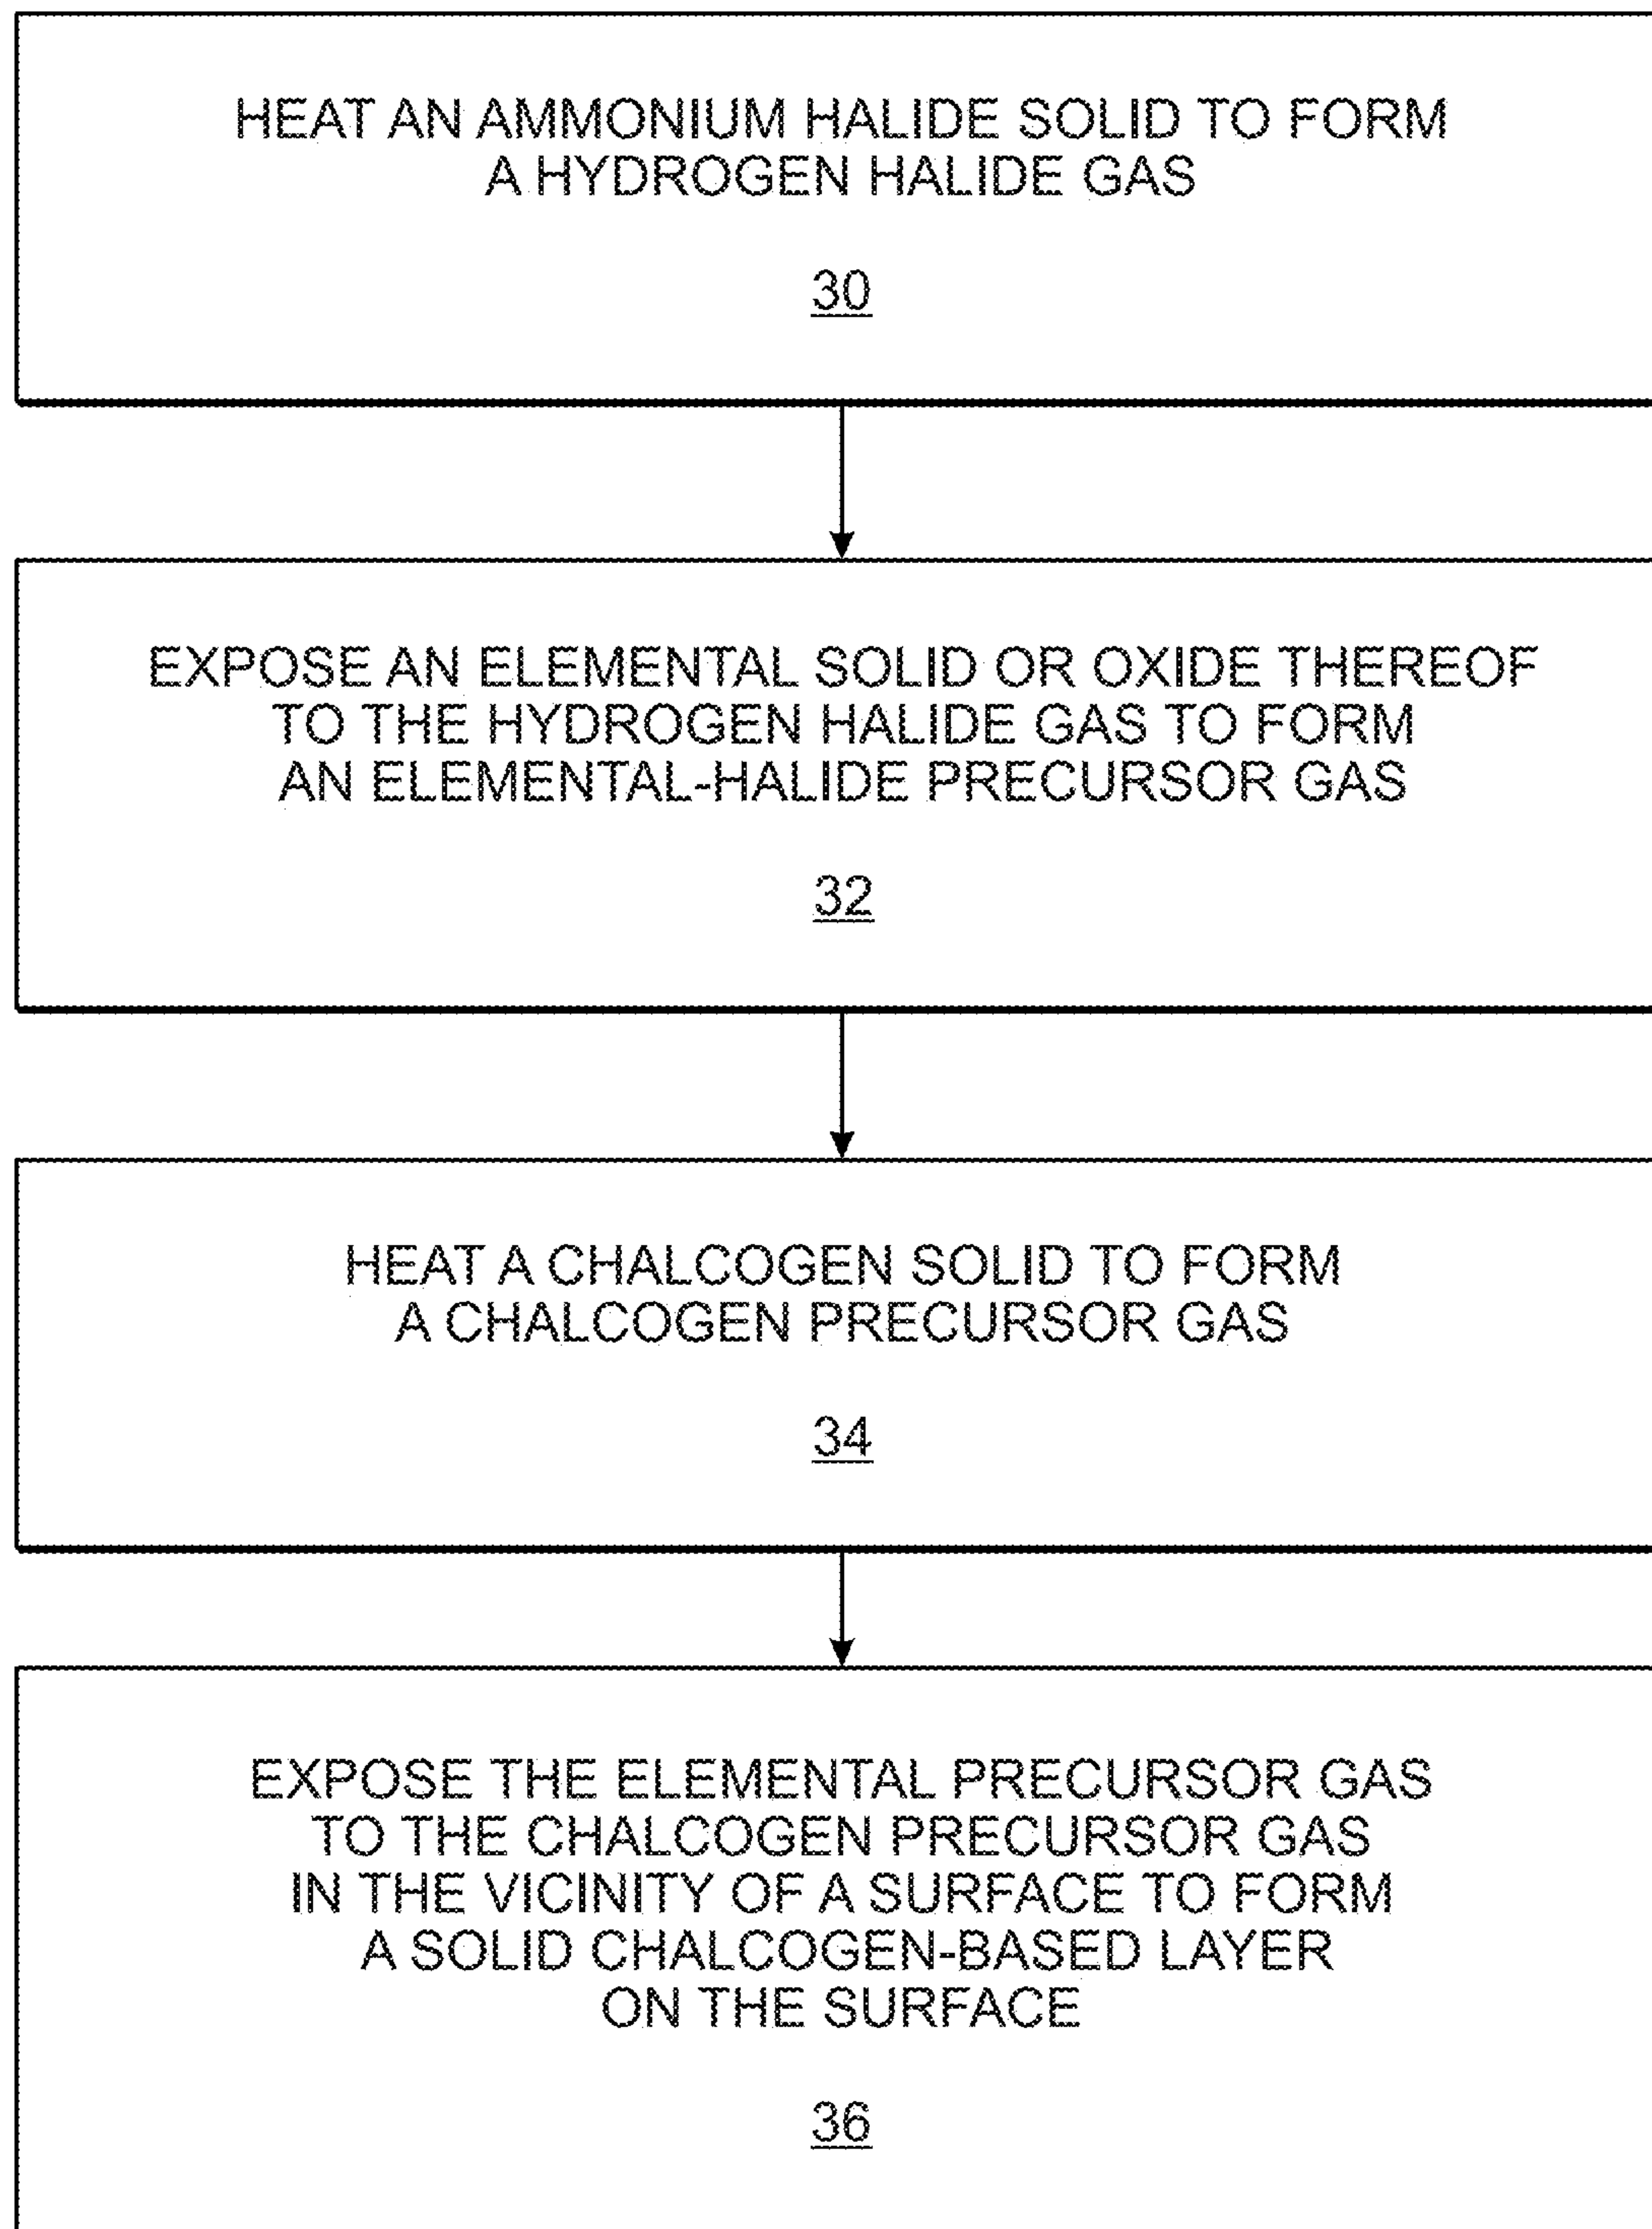 HEAT AN AMMONIUM HALIDE SOLID TO FORM
A HYDROGEN HALIDE GAS
30
EXPOSE AN ELEMENTAL SOLID OR OXIDE THEREOF
TO THE HYDROGEN HALIDE GAS TO FORM
AN ELEMENTAL-HALIDE PRECURSOR GAS
32
HEAT A CHALCOGEN SOLID TO FORM
A CHALCOGEN PRECURSOR GAS
34
EXPOSE THE ELEMENTAL PRECURSOR GAS
TO THE CHALCOGEN PRECURSOR GAS
IN THE VICINITY OF A SURFACE TO FORM
A SOLID CHALCOGEN-BASED LAYER
ON THE SURFACE
36